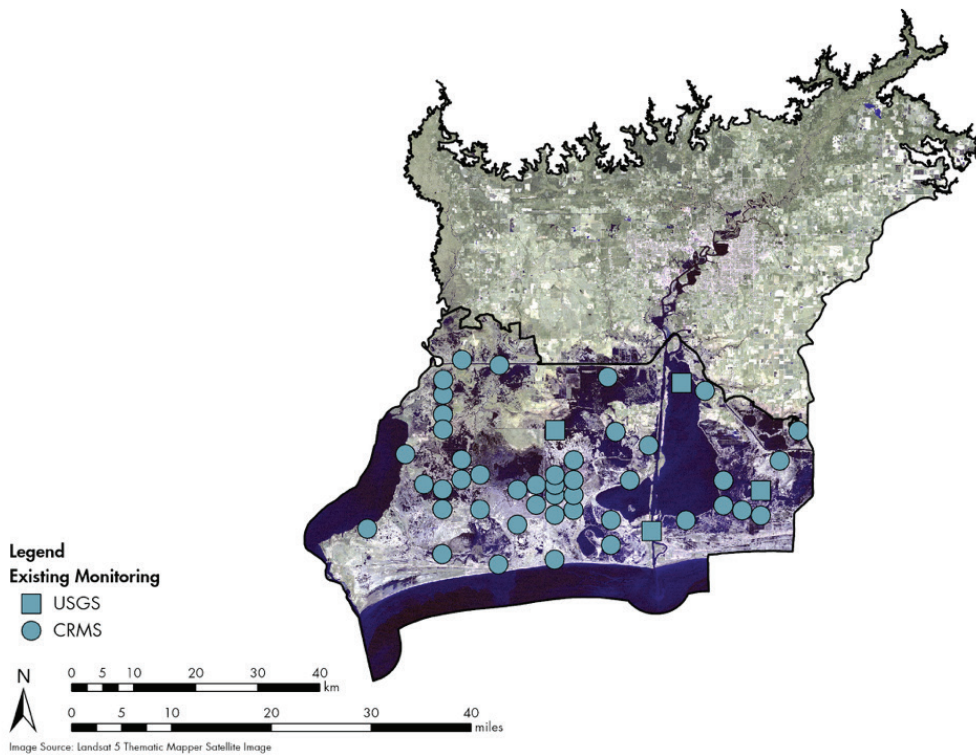 Legend
Existing Monitoring
USGS
CRMS
N
0 5 10 20 30 40
km
0 5 10 20 30 40
miles
Image Source: Landsat 5 Thematic Mapper Satellite Image